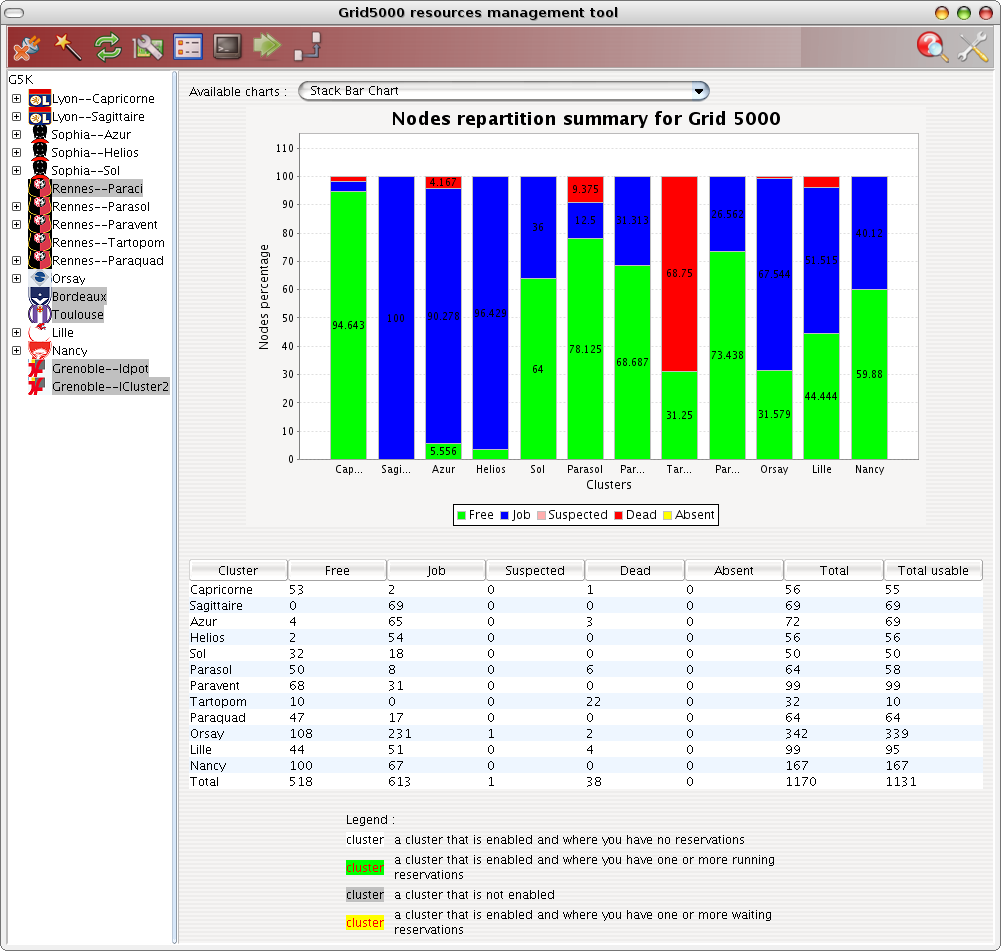 Grid5000 resources management tool
G5K
Lyon--Capricorne
Lyon--Sagittaire
Sophia--Azur
Sophia--Helios
Sophia--Sol
Rennes--Paraci
Rennes--Parasol
Rennes--Paravent
Rennes--Tartopom
Rennes--Paraquad
Orsay
Bordeaux
Toulouse
Lille
Nancy
Grenoble--Idpot
Grenoble--ICluster2
Available charts : Stack Bar Chart
Nodes repartition summary for Grid 5000
Nodes percentage
110
100
90
80
70
60
50
40
30
20
10
0
94.643
100
4.167
90.278
5.556
96.429
36
64
9.375
12.5
78.125
31.313
68.687
68.75
31.25
26.562
73.438
67.544
31.579
51.515
44.444
40.12
59.88
Cap... Sagi... Azur Helios Sol Parasol Par... Tar... Par... Orsay Lille Nancy
Clusters
Free Job Suspected Dead Absent
Cluster Free Job Suspected Dead Absent Total Total usable
Capricorne 53 2 0 1 0 56 55
Sagittaire 0 69 0 0 0 69 69
Azur 4 65 0 3 0 72 69
Helios 2 54 0 0 0 56 56
Sol 32 18 0 0 0 50 50
Parasol 50 8 0 6 0 64 58
Paravent 68 31 0 0 0 99 99
Tartopom 10 0 0 22 0 32 10
Paraquad 47 17 0 0 0 64 64
Orsay 108 231 1 2 0 342 339
Lille 44 51 0 4 0 99 95
Nancy 100 67 0 0 0 167 167
Total 518 613 1 38 0 1170 1131
Legend :
cluster a cluster that is enabled and where you have no reservations
cluster a cluster that is enabled and where you have one or more running
reservations
cluster a cluster that is not enabled
cluster a cluster that is enabled and where you have one or more waiting
reservations